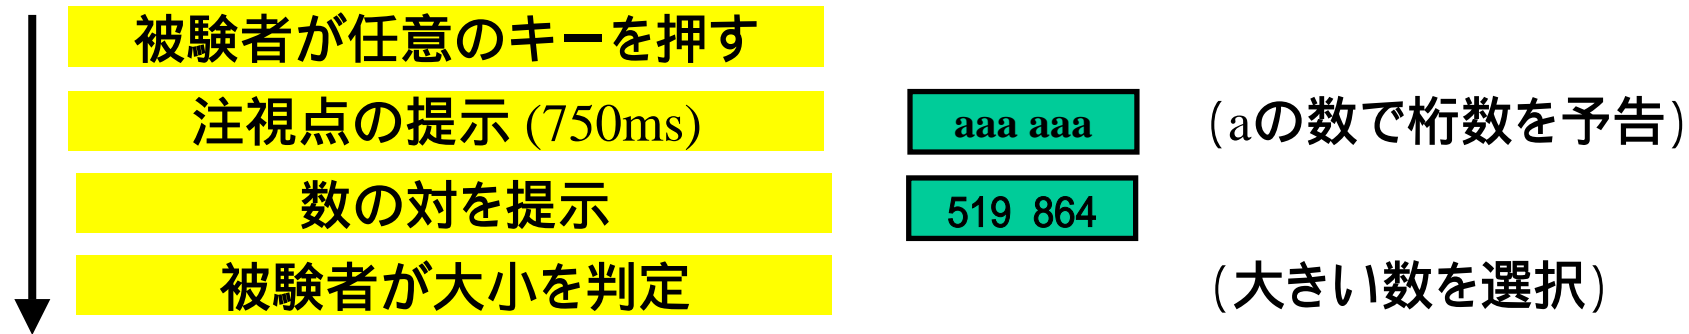 被験者が任意のキーを押す
注視点の提示 (750ms) aaa aaa (aの数で桁数を予告)
数の対を提示 519 864
被験者が大小を判定 (大きい数を選択)